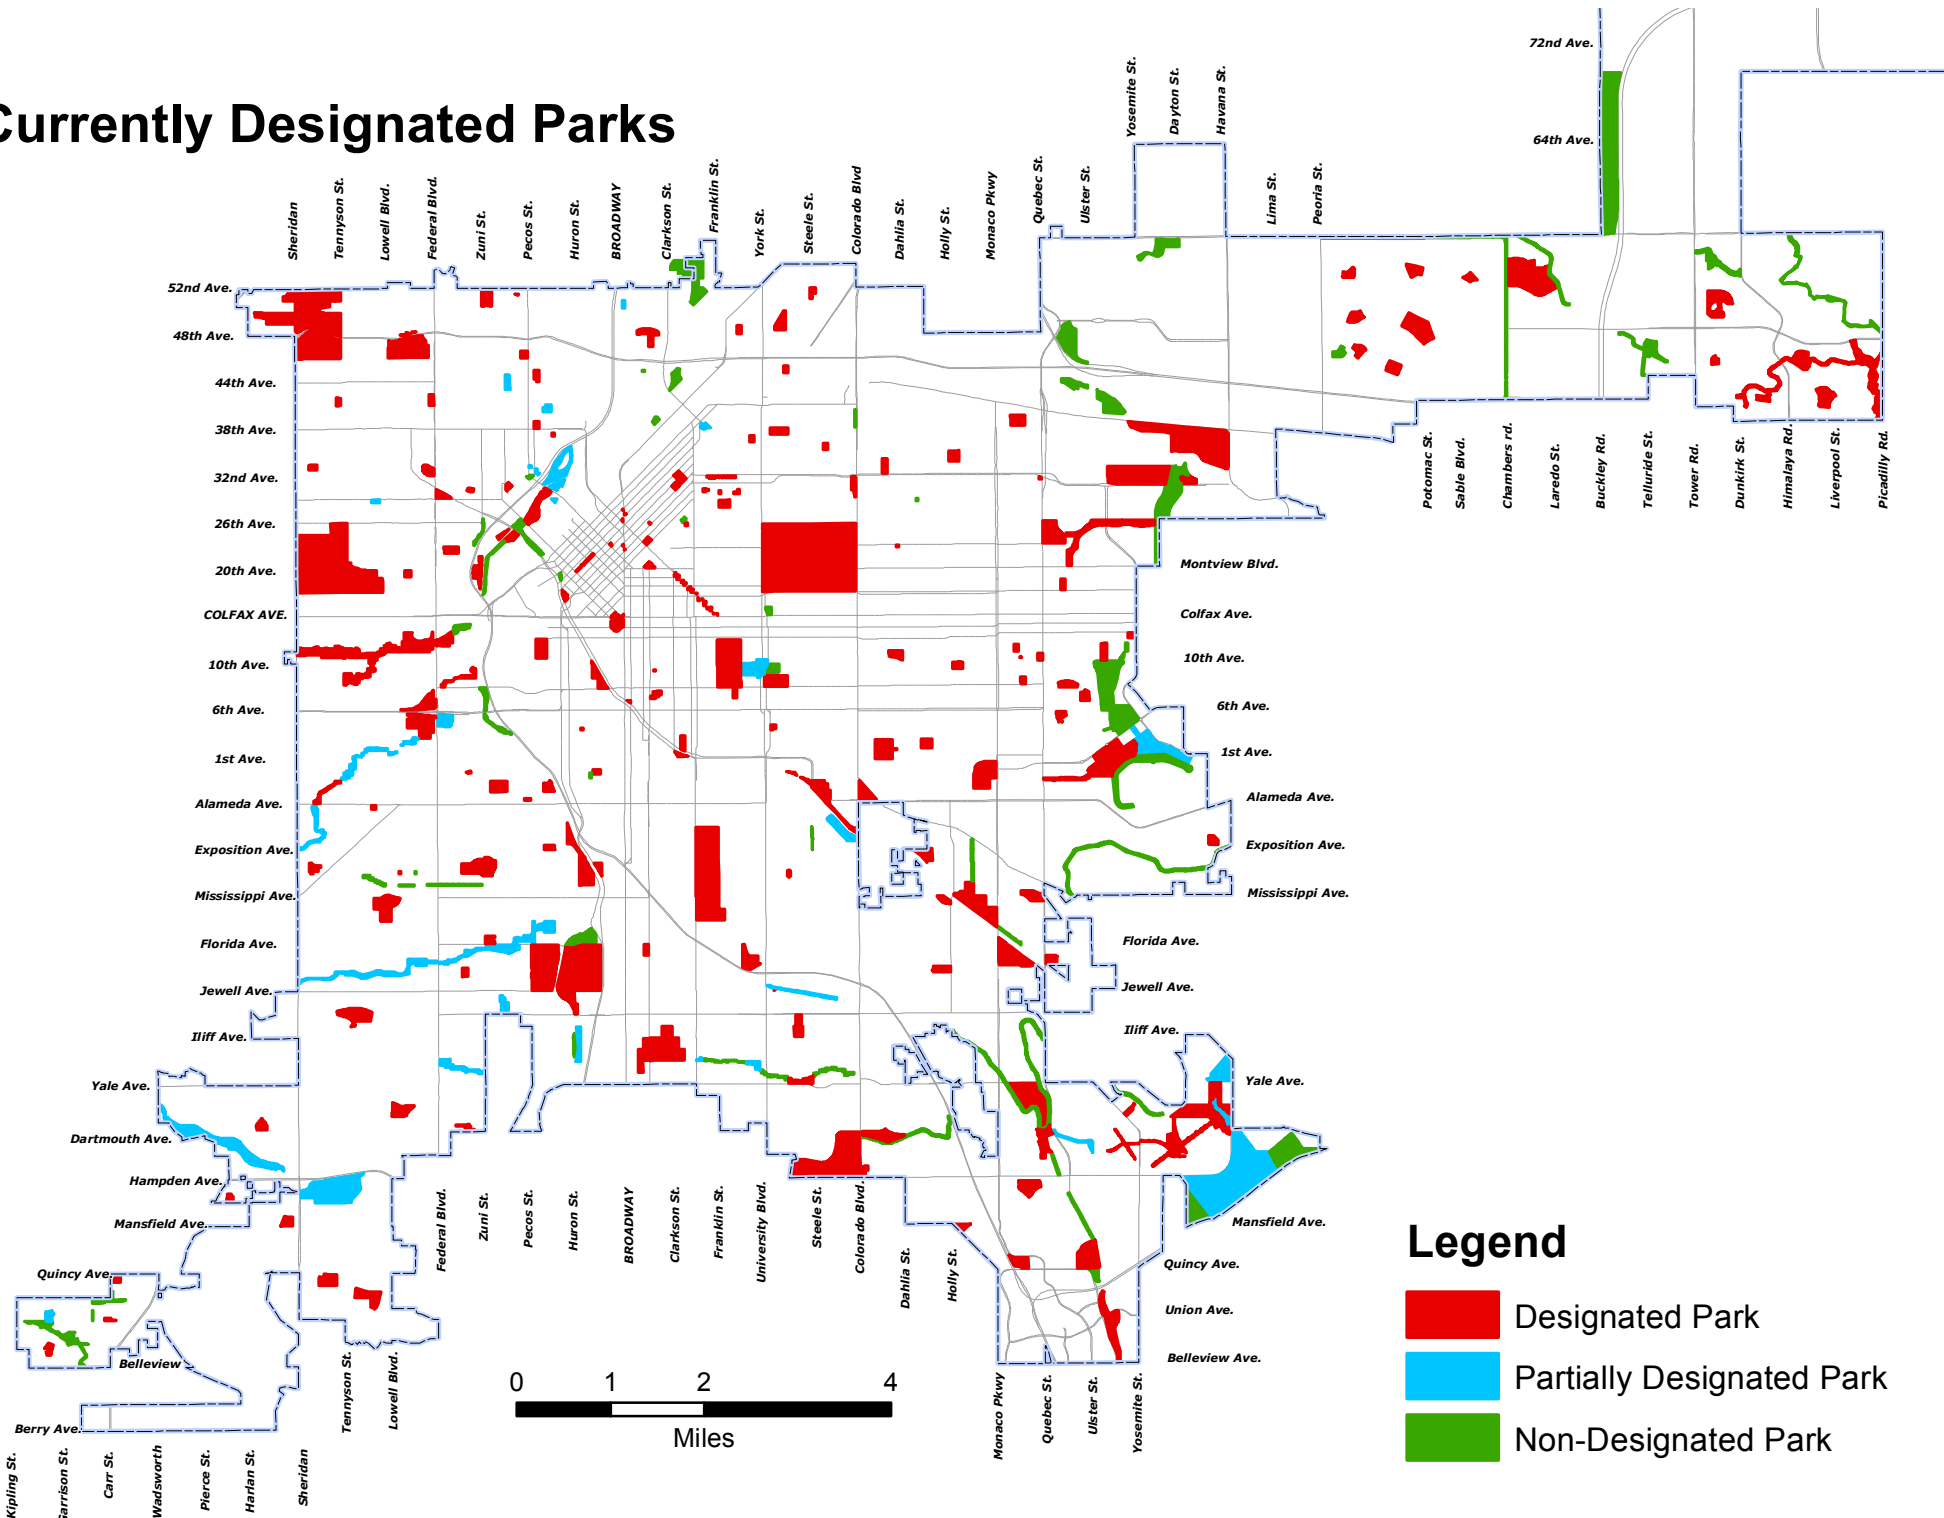 Currently Designated Parks
72nd Ave.
64th Ave.
Yosemite St.
Dayton St.
Havana St.
Sheridan
Tennyson St.
Lowell Blvd.
Federal Blvd.
Zuni St.
Pecos St.
Huron St.
BROADWAY
Clarkson St.
Franklin St.
York St.
Steele St.
Colorado Blvd
Dahlia St.
Holly St.
Monaco Pkwy
Quebec St.
Ulster St.
Lima St.
Peoria St.
52nd Ave.
48th Ave.
44th Ave.
38th Ave.
32nd Ave.
26th Ave.
20th Ave.
COLFAX AVE.
10th Ave.
6th Ave.
1st Ave.
Alameda Ave.
Exposition Ave.
Mississippi Ave.
Florida Ave.
Jewell Ave.
Iliff Ave.
Yale Ave.
Dartmouth Ave.
Hampden Ave.
Mansfield Ave.
Quincy Ave.
Belleview
Berry Ave.
Potomac St.
Sable Blvd.
Chambers rd.
Laredo St.
Buckley Rd.
Telluride St.
Tower Rd.
Dunkirk St.
Himalaya Rd.
Liverpool St.
Picadilly Rd.
Montview Blvd.
Colfax Ave.
10th Ave.
6th Ave.
1st Ave.
Alameda Ave.
Exposition Ave.
Mississippi Ave.
Florida Ave.
Jewell Ave.
Iliff Ave.
Yale Ave.
Mansfield Ave.
Quincy Ave.
Union Ave.
Belleview Ave.
Federal Blvd.
Zuni St.
Pecos St.
Huron St.
BROADWAY
Clarkson St.
Franklin St.
University Blvd.
Steele St.
Colorado Blvd.
Dahlia St.
Holly St.
Monaco Pkwy
Quebec St.
Ulster St.
Yosemite St.
Tennyson St.
Lowell Blvd.
Kipling St.
Garrison St.
Carr St.
Wadsworth
Pierce St.
Harlan St.
Sheridan
0 1 2 4
Miles
Legend
Designated Park
Partially Designated Park
Non-Designated Park